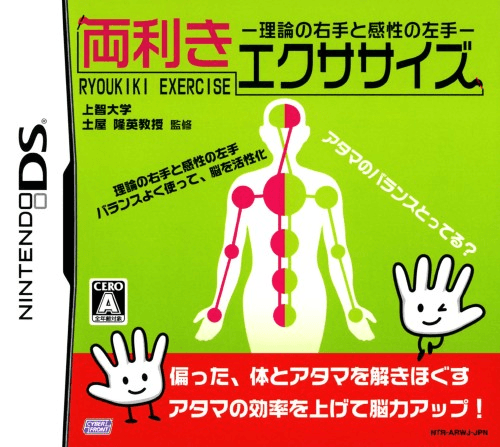 両利き
RYOUKIKI EXERCISE
−理論の右手と感性の左手−
エクササイズ
上智大学
土屋 隆英教授 監修
理論の右手と感性の左手
バランスよく使って、脳を活性化
アタマのバランスとってる?
NINTENDO DS
CERO
A
全年齢対象
偏った、体とアタマを解きほぐす
アタマの効率を上げて脳力アップ!
CYBER FRONT
NTR-ARWJ-JPN